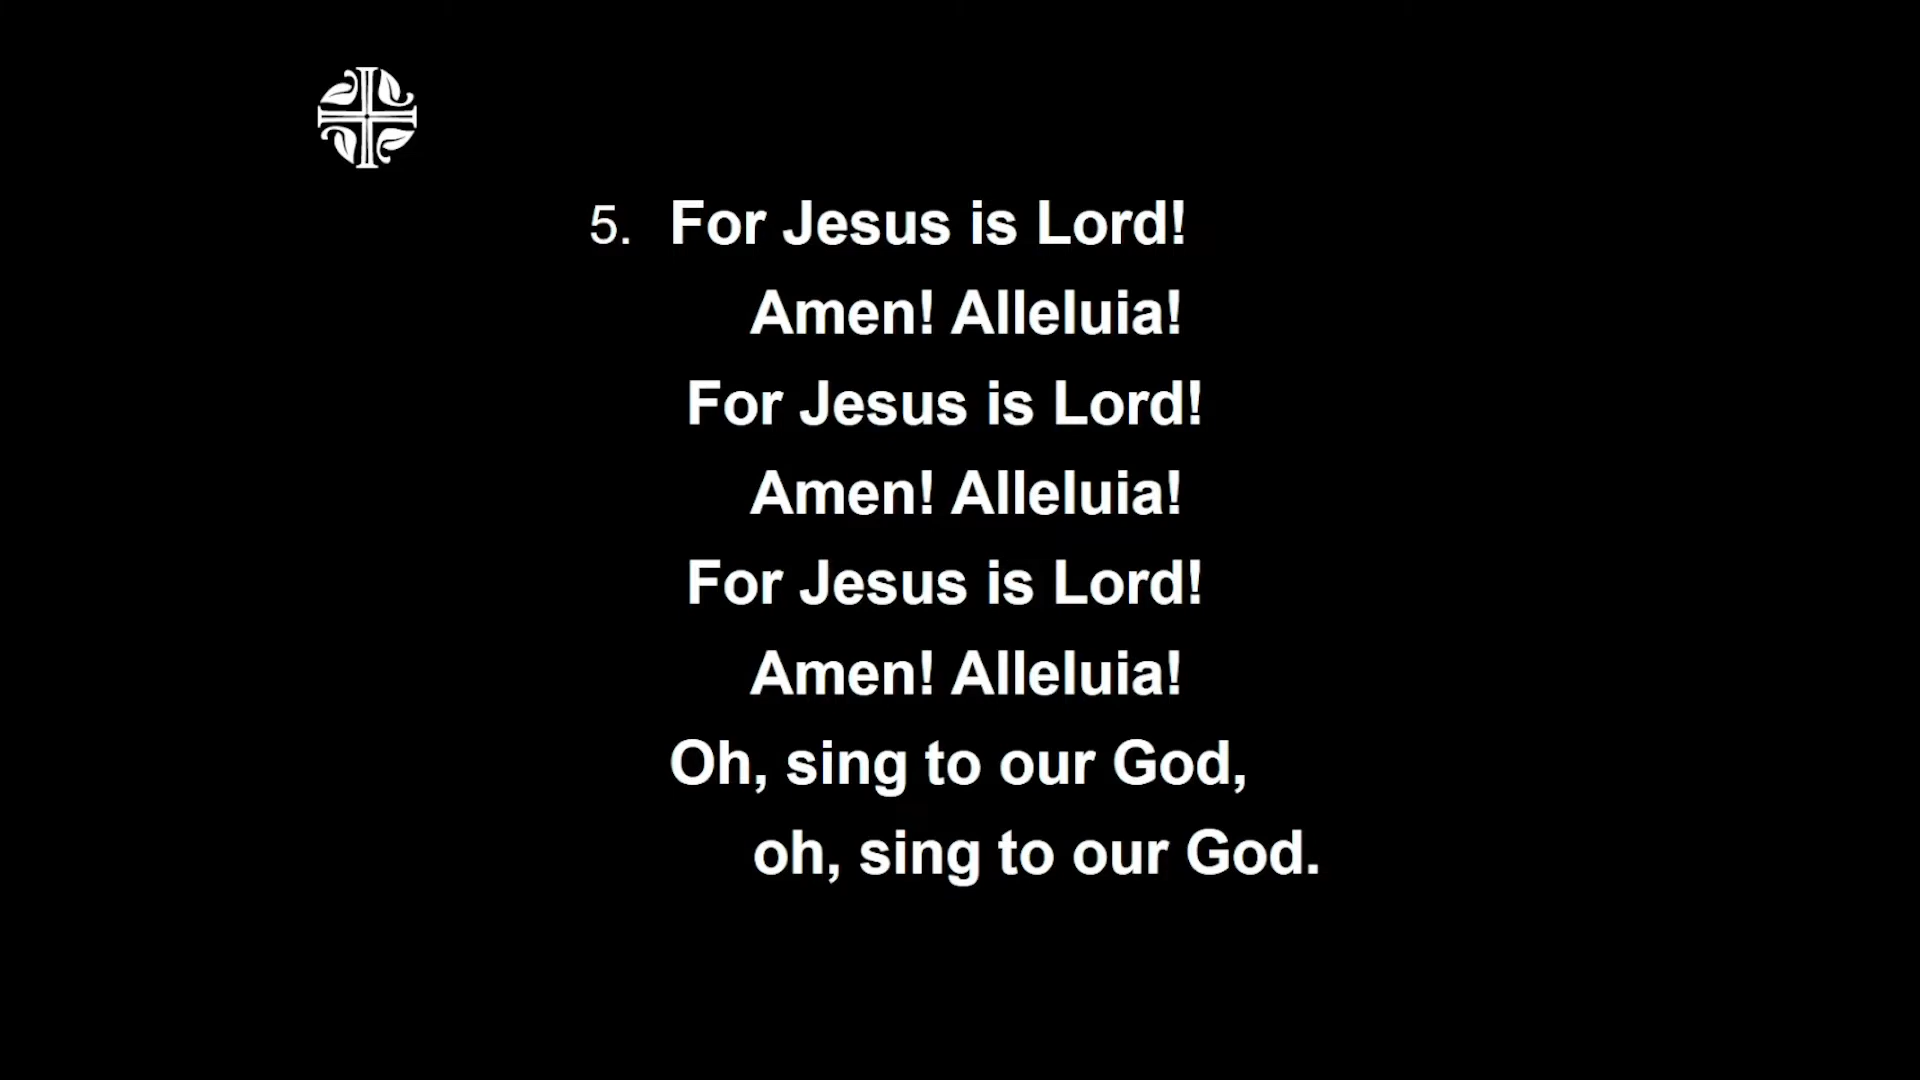 5. For Jesus is Lord!
Amen! Alleluia!
For Jesus is Lord!
Amen! Alleluia!
For Jesus is Lord!
Amen! Alleluia!
Oh, sing to our God,
oh, sing to our God.